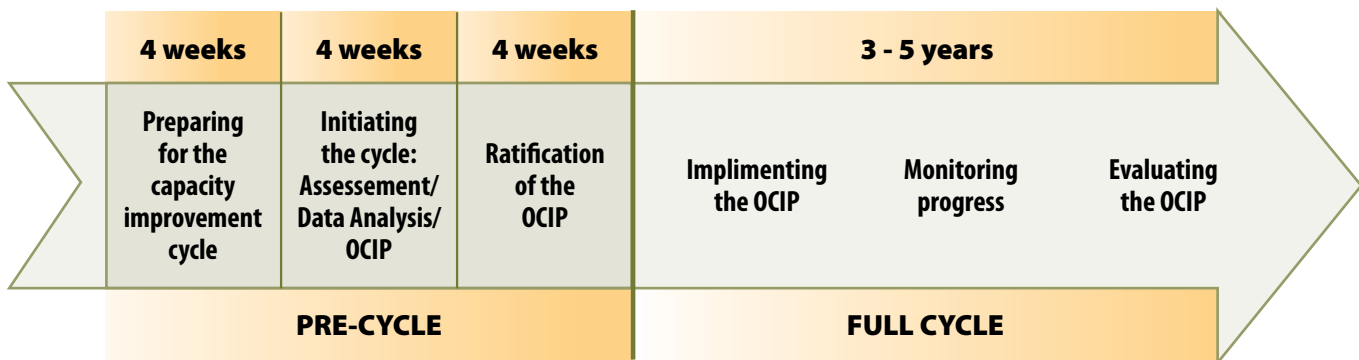 4 weeks
4 weeks
4 weeks
3 - 5 years
Preparing
for the
capacity
improvement
cycle
Initiating
the cycle:
Assessement/
Data Analysis/
OCIP
Ratification
of the
OCIP
Implimenting
the OCIP
Monitoring
progress
Evaluating
the OCIP
PRE-CYCLE
FULL CYCLE